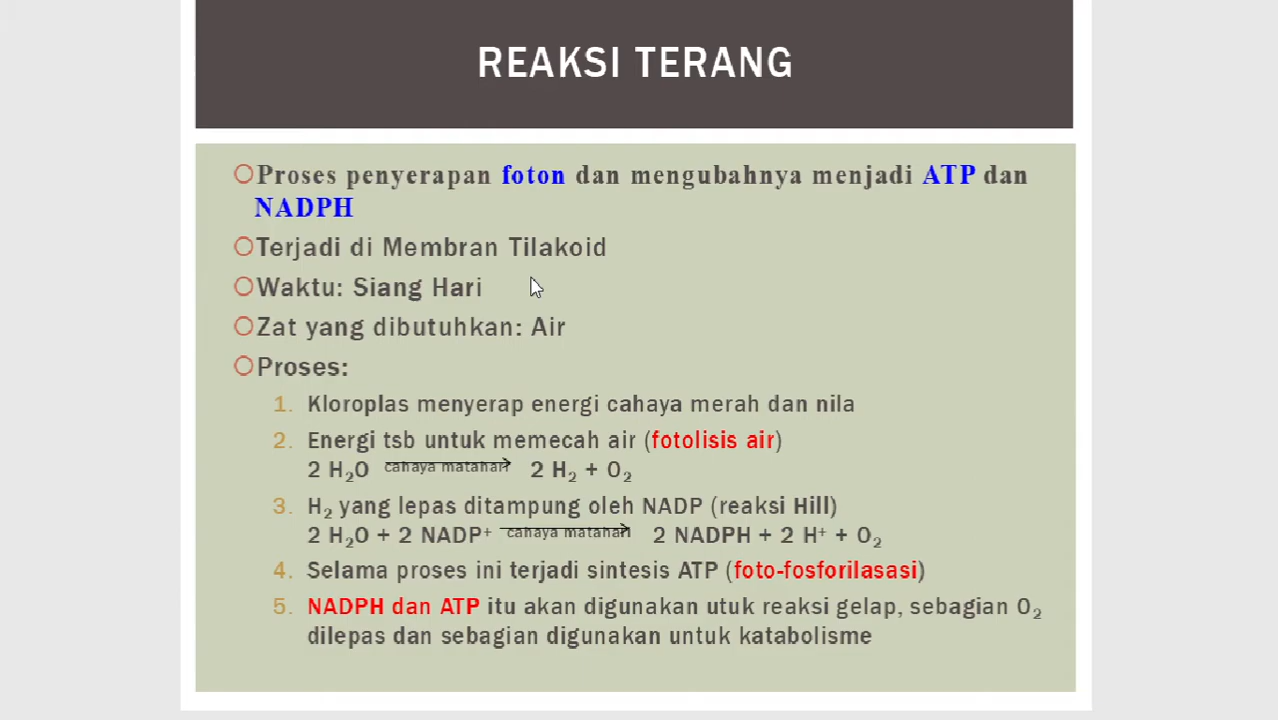 REAKSI TERANG
Proses penyerapan foton dan mengubahnya menjadi ATP dan
NADPH
Terjadi di Membran Tilakoid
Waktu: Siang Hari
Zat yang dibutuhkan: Air
Proses:
1. Kloroplas menyerap energi cahaya merah dan nila
2. Energi tsb untuk memecah air (fotolisis air)
2 H₂O cahaya matahari → 2 H₂ + O₂
3. H₂ yang lepas ditampung oleh NADP (reaksi Hill)
2 H₂O + 2 NADP⁺ cahaya matahari → 2 NADPH + 2 H⁺ + O₂
4. Selama proses ini terjadi sintesis ATP (foto-fosforilasasi)
5. NADPH dan ATP itu akan digunakan utuk reaksi gelap, sebagian O₂
dilepas dan sebagian digunakan untuk katabolisme